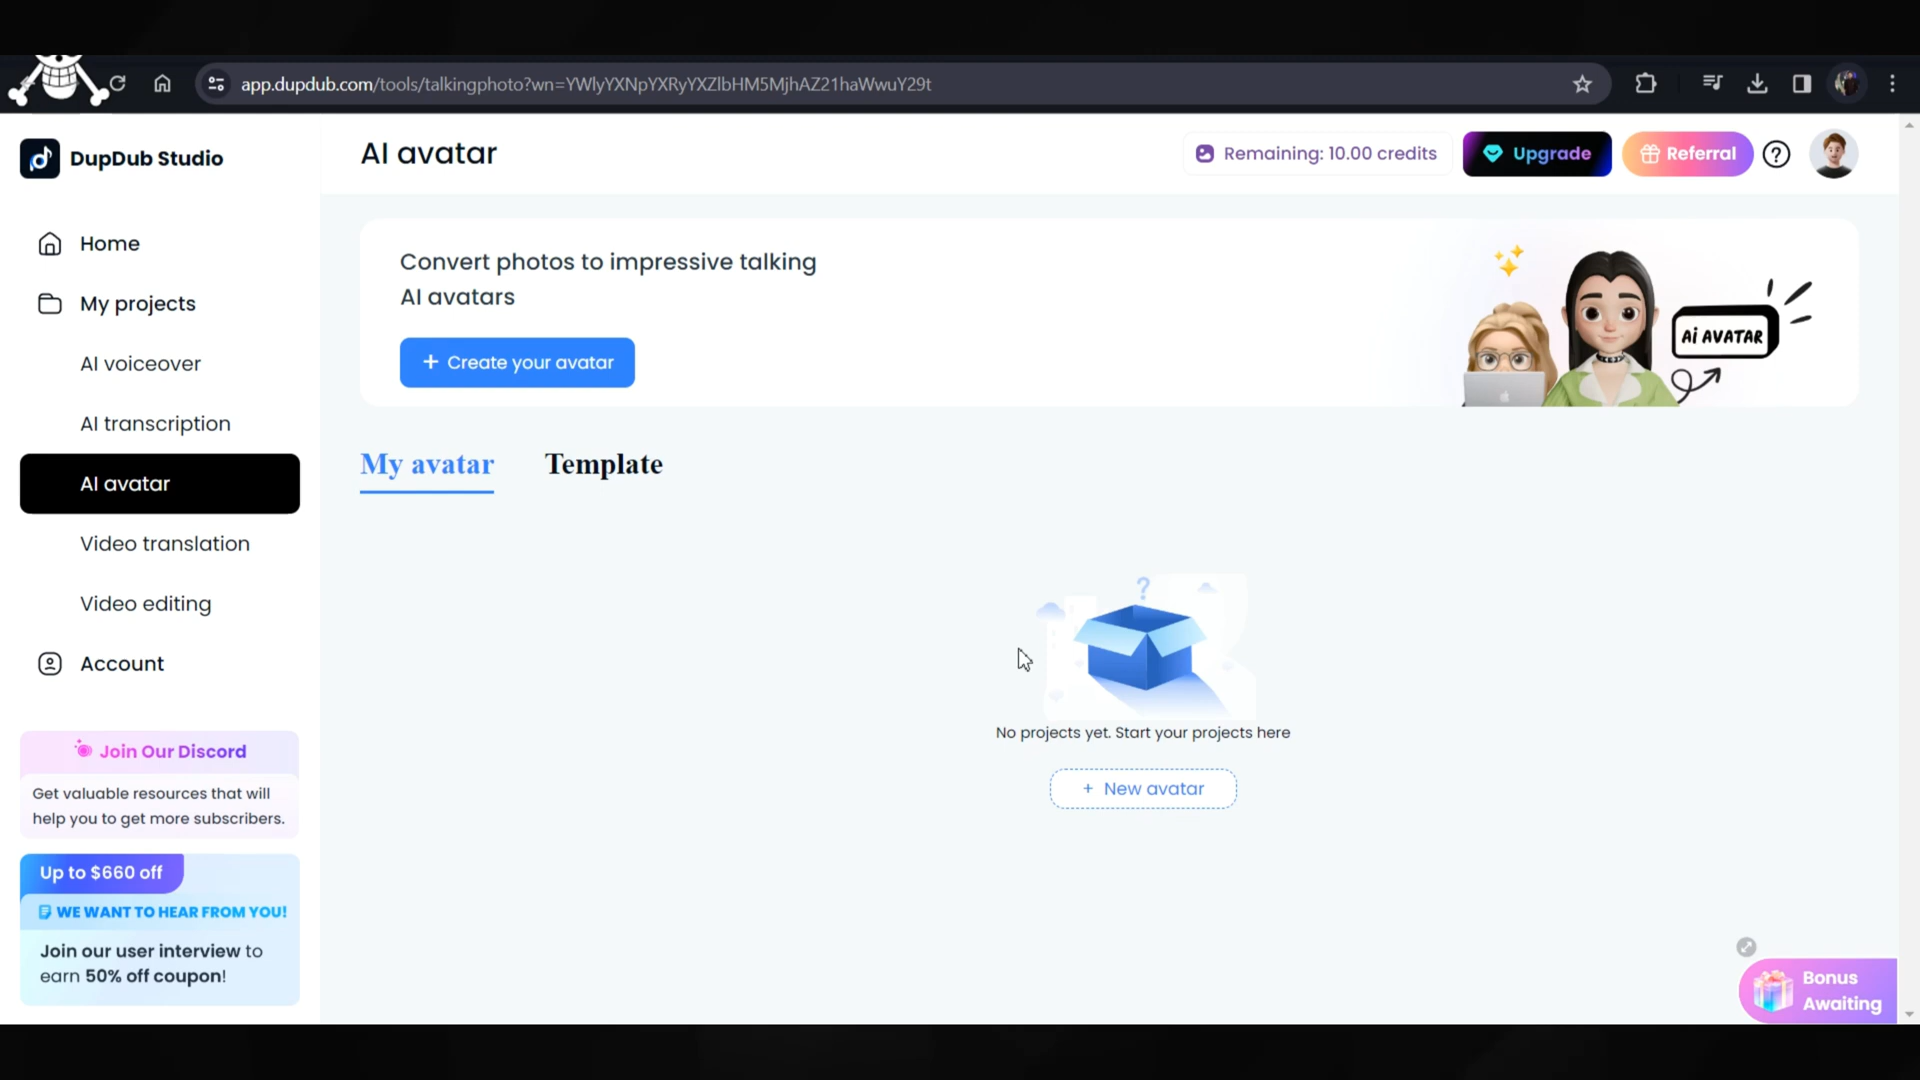 app.dupdub.com/tools/talkingphoto?wn=YWlyYXNpYXRyYXZlbHM5MjhAZ21haWwuY29t
DupDub Studio
AI avatar
Remaining: 10.00 credits
Upgrade
Referral
Home
My projects
AI voiceover
AI transcription
AI avatar
Video translation
Video editing
Account
Join Our Discord
Get valuable resources that will
help you to get more subscribers.
Up to $660 off
WE WANT TO HEAR FROM YOU!
Join our user interview to
earn 50% off coupon!
Convert photos to impressive talking
AI avatars
+ Create your avatar
Ai AVATAR
My avatar
Template
No projects yet. Start your projects here
+ New avatar
Bonus
Awaiting